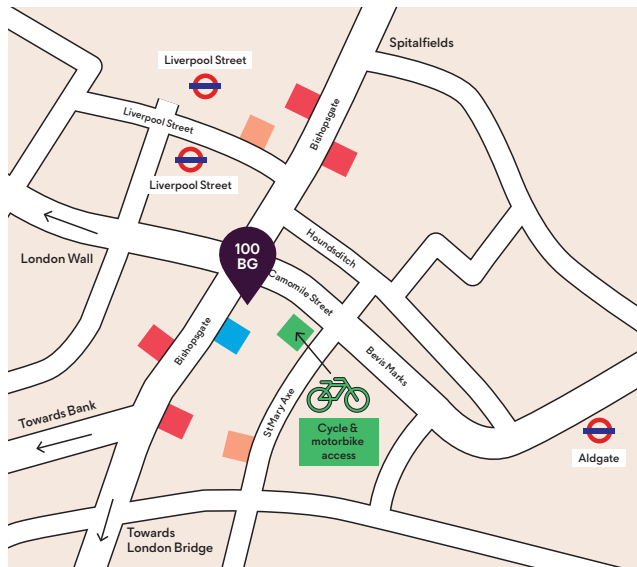 Spitalfields
Liverpool Street
Bishopsgate
Liverpool Street
Liverpool Street
Houndsditch
100
BG
London Wall
Camomile Street
Bishopsgate
Bevis Marks
St Mary Axe
Towards Bank
Cycle &
motorbike
access
Aldgate
Towards
London Bridge